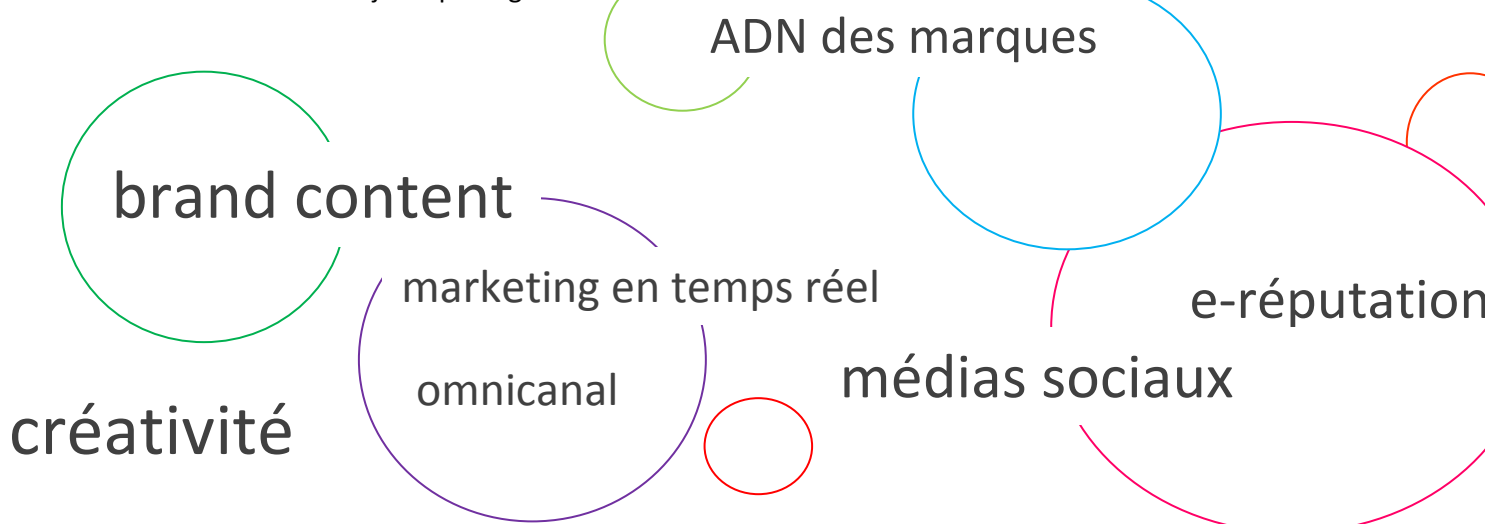 ADN des marques
brand content
marketing en temps réel
e-réputation
médias sociaux
omnicanal
créativité